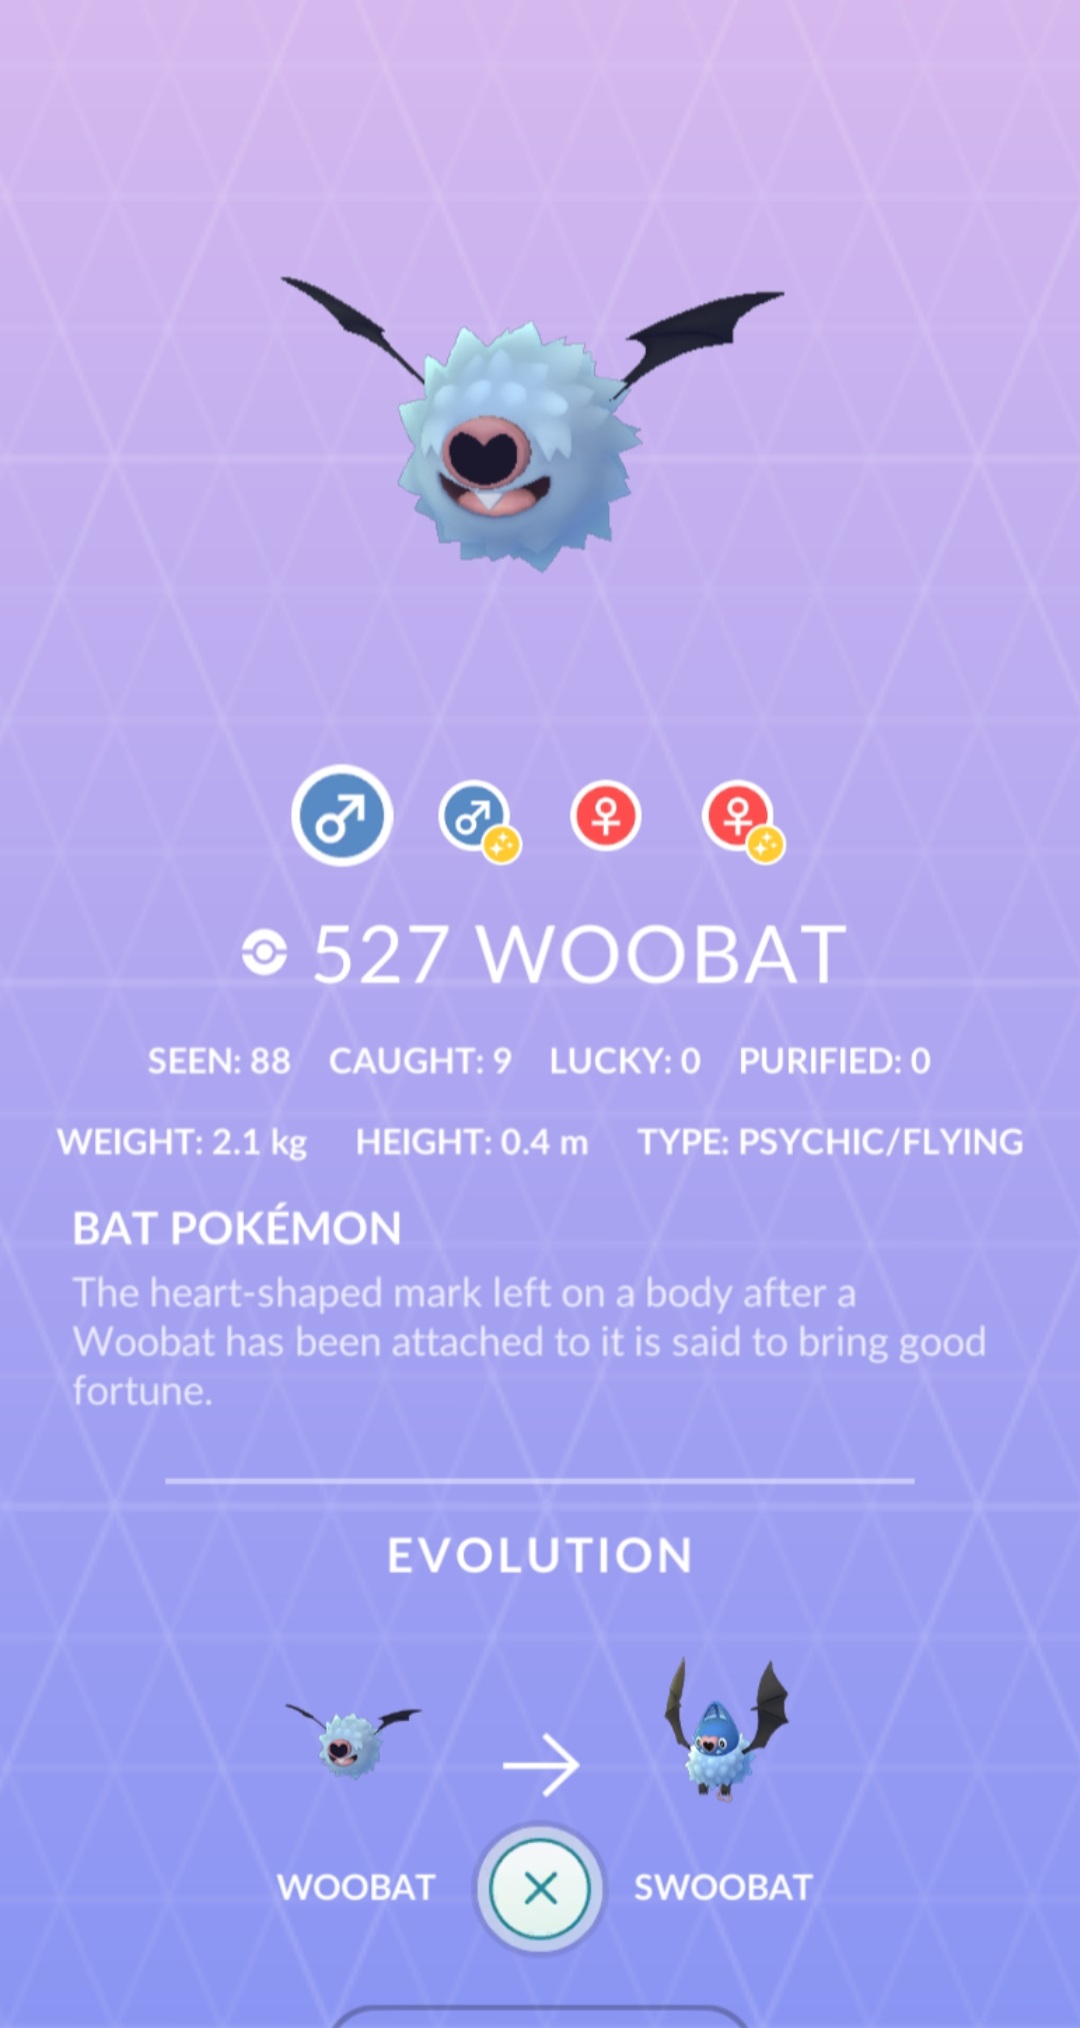 527 WOOBAT
SEEN: 88 CAUGHT: 9 LUCKY: 0 PURIFIED: 0
WEIGHT: 2.1 kg HEIGHT: 0.4 m TYPE: PSYCHIC/FLYING
BAT POKÉMON
The heart-shaped mark left on a body after a
Woobat has been attached to it is said to bring good
fortune.
EVOLUTION
WOOBAT SWOOBAT